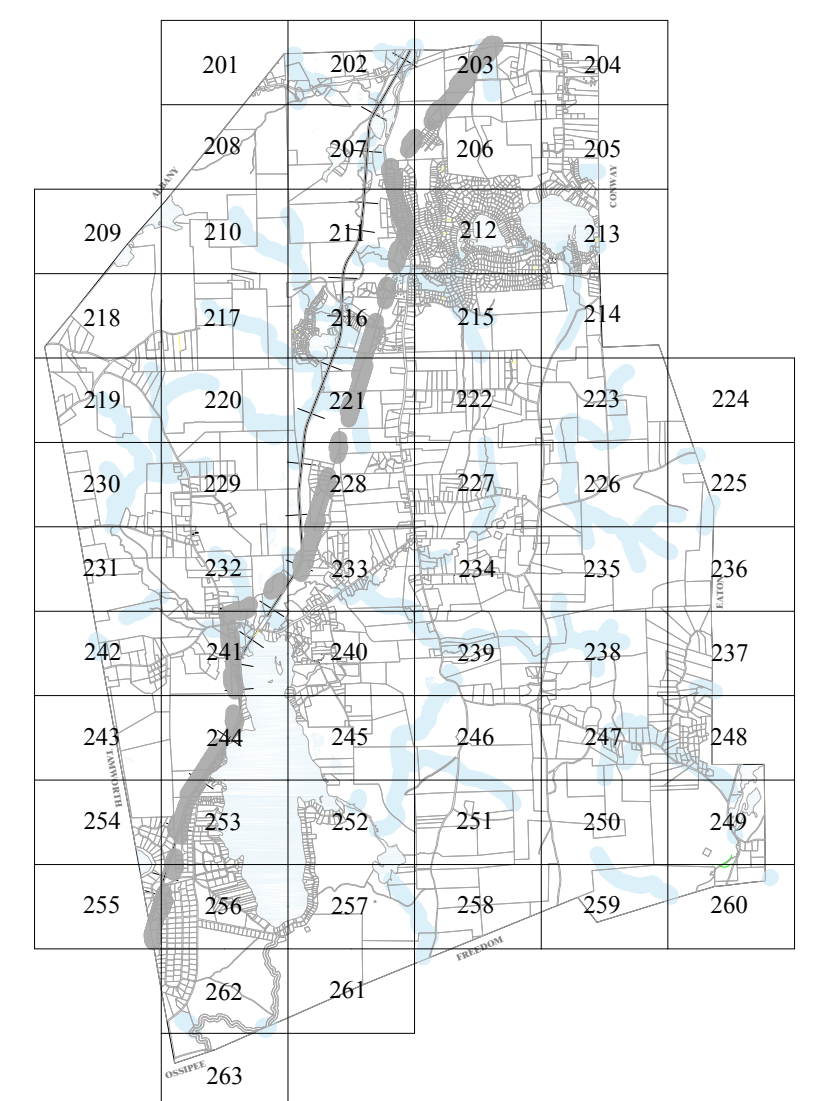 201 202 203 204
208 207 206 205
ALBANY
CONWAY
209 210 211 212 213
218 217 216 215 214
219 220 221 222 223 224
230 229 228 227 226 225
231 232 233 234 235 236
EATON
242 241 240 239 238 237
243 244 245 246 247 248
TAMWORTH
254 253 252 251 250 249
255 256 257 258 259 260
FREEDOM
262 261
OSSIPEE
263